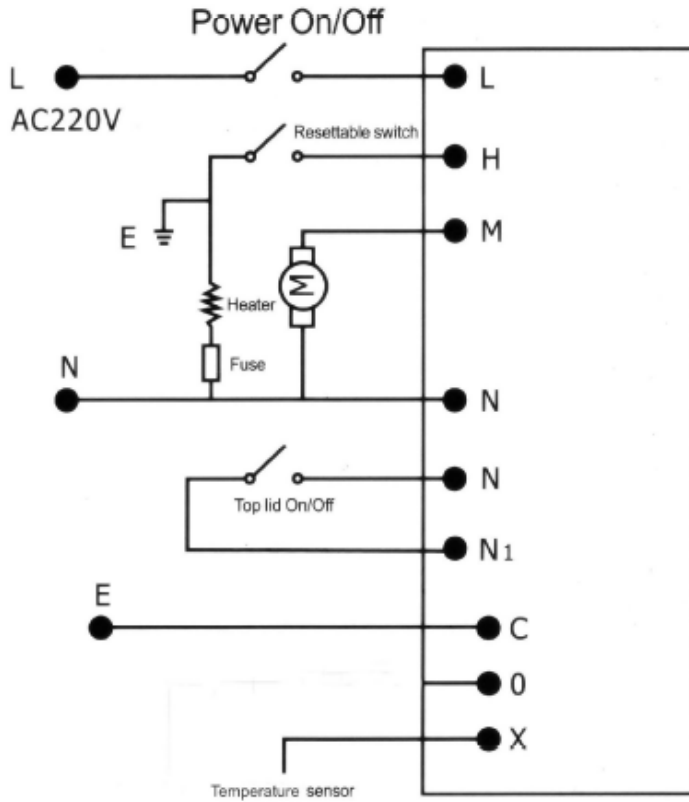 Power On/Off
L L
AC220V
Resettable switch H
E M
M
Heater
Fuse
N N
N
Top lid On/Off
N1
E
C
0
X
Temperature sensor